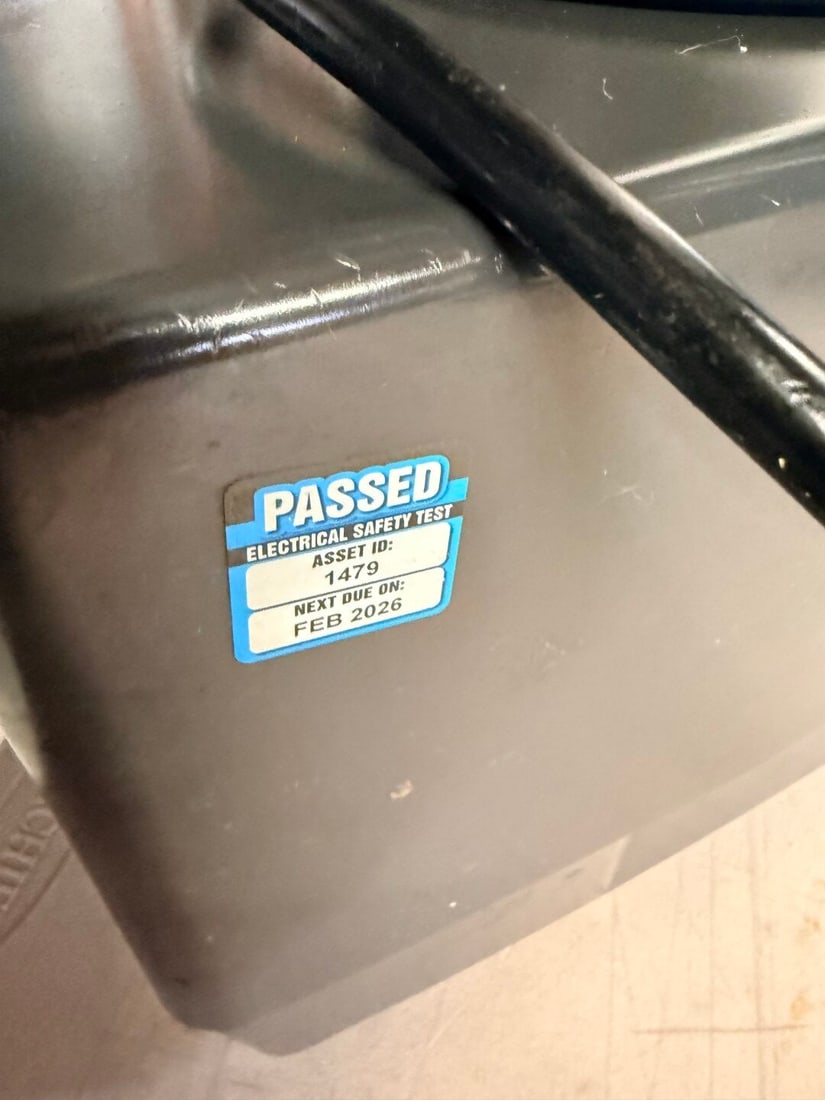 PASSED
ELECTRICAL SAFETY TEST
ASSET ID:
1479
NEXT DUE ON:
FEB 2026